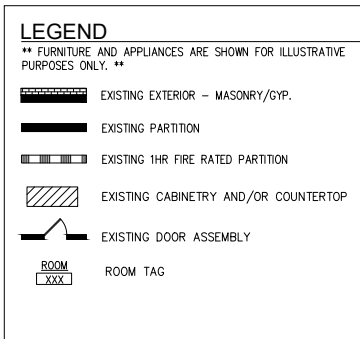 LEGEND
** FURNITURE AND APPLIANCES ARE SHOWN FOR ILLUSTRATIVE
PURPOSES ONLY. **
EXISTING EXTERIOR – MASONRY/GYP.
EXISTING PARTITION
EXISTING 1HR FIRE RATED PARTITION
EXISTING CABINETRY AND/OR COUNTERTOP
EXISTING DOOR ASSEMBLY
ROOM
XXX
ROOM TAG